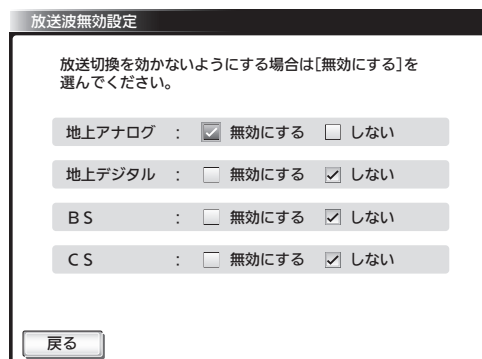 放送波無効設定
放送切換を効かないようにする場合は[無効にする]を
選んでください。
地上アナログ : 無効にする しない
地上デジタル : 無効にする しない
BS : 無効にする しない
CS : 無効にする しない
戻る